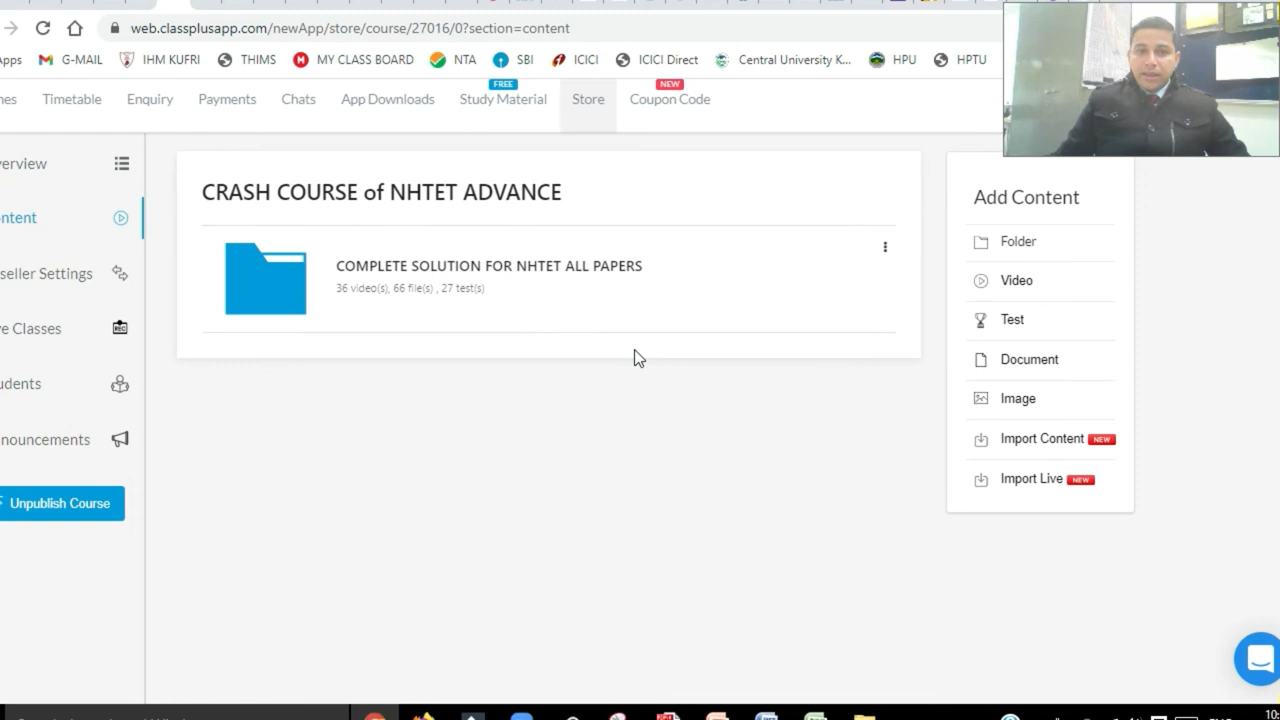 web.classplusapp.com/newApp/store/course/27016/0?section=content
pps G-MAIL IHM KUFRI THIMS MY CLASS BOARD NTA SBI ICICI ICICI Direct Central University K... HPU HPTU
FREE NEW
nes Timetable Enquiry Payments Chats App Downloads Study Material Store Coupon Code
erview
ntent
seller Settings
e Classes
udents
nouncements
Unpublish Course
CRASH COURSE of NHTET ADVANCE
COMPLETE SOLUTION FOR NHTET ALL PAPERS
36 video(s), 66 file(s) , 27 test(s)
Add Content
Folder
Video
Test
Document
Image
Import Content NEW
Import Live NEW